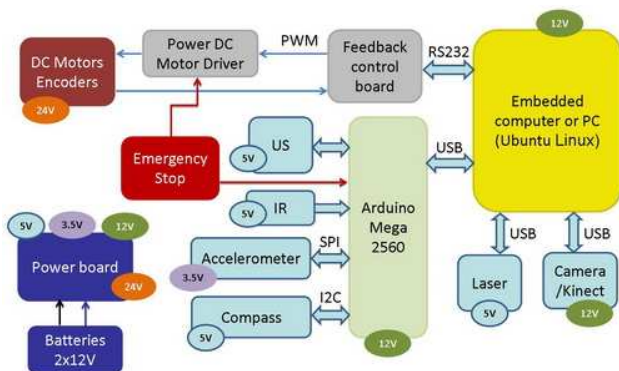 12V
Power DC
Motor Driver
PWM
Feedback
control
board
RS232
DC Motors
Encoders
24V
Embedded
computer or PC
(Ubuntu Linux)
Emergency
Stop
US
5V
USB
IR
5V
Arduino
Mega
2560
5V
3.5V
12V
Power board
24V
Accelerometer
3.5V
SPI
USB
USB
Laser
5V
Camera
/Kinect
12V
Compass
5V
I2C
12V
Batteries
2x12V